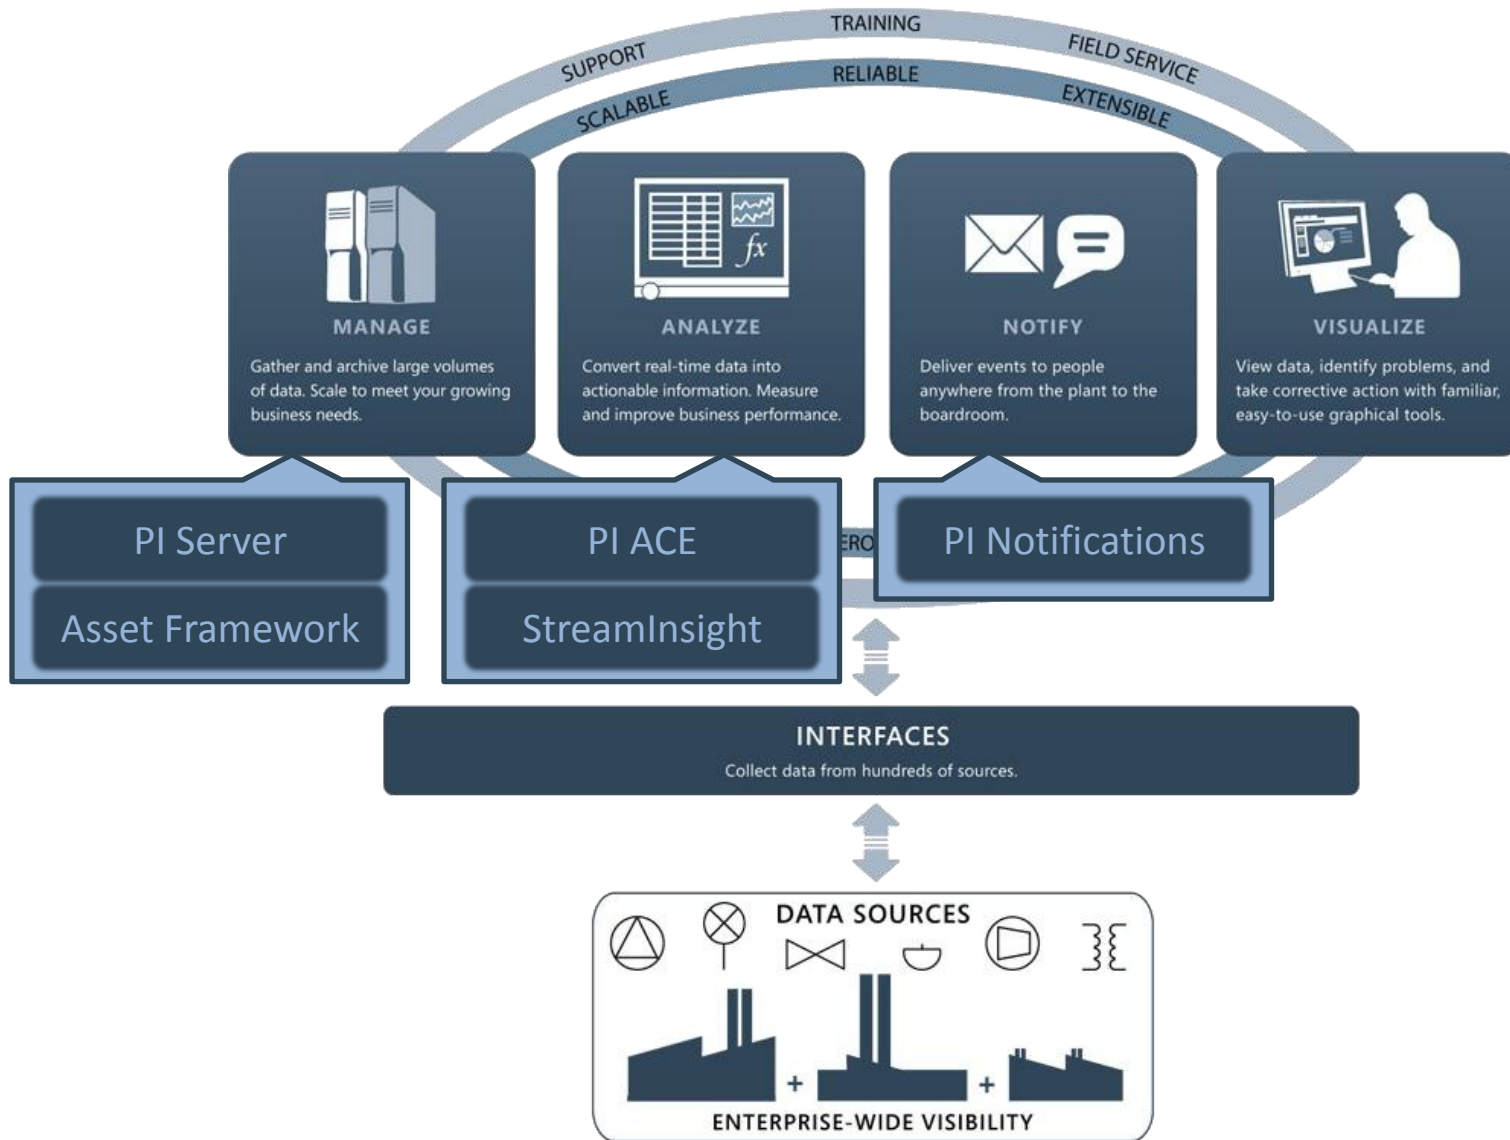 TRAINING
SUPPORT
FIELD SERVICE
RELIABLE
SCALABLE
EXTENSIBLE
fx
MANAGE
Gather and archive large volumes
of data. Scale to meet your growing
business needs.
ANALYZE
Convert real-time data into
actionable information. Measure
and improve business performance.
NOTIFY
Deliver events to people
anywhere from the plant to the
boardroom.
VISUALIZE
View data, identify problems, and
take corrective action with familiar,
easy-to-use graphical tools.
PI Server
Asset Framework
PI ACE
StreamInsight
PI Notifications
INTERFACES
Collect data from hundreds of sources.
DATA SOURCES
+ +
ENTERPRISE-WIDE VISIBILITY